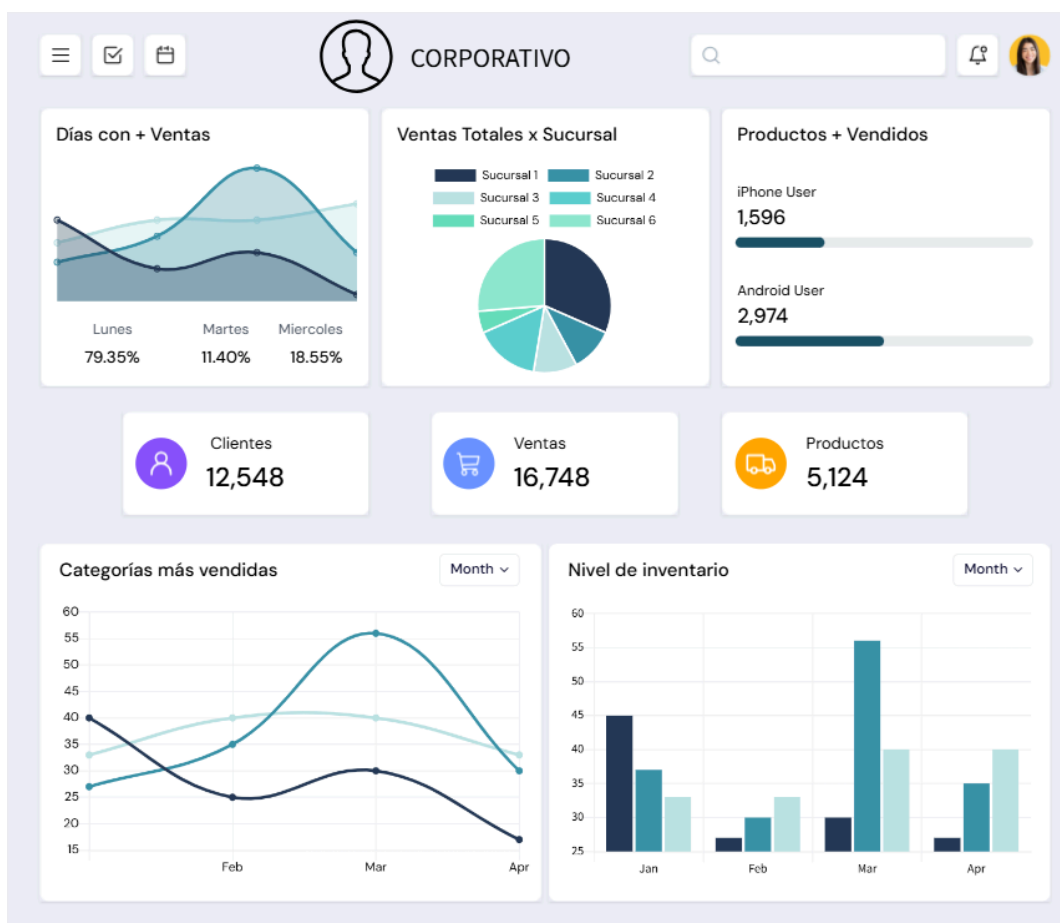 CORPORATIVO
Días con + Ventas
Lunes Martes Miercoles
79.35% 11.40% 18.55%
Ventas Totales x Sucursal
Sucursal 1 Sucursal 2
Sucursal 3 Sucursal 4
Sucursal 5 Sucursal 6
Productos + Vendidos
iPhone User
1,596
Android User
2,974
Clientes
12,548
Ventas
16,748
Productos
5,124
Categorías más vendidas
Month
60
55
50
45
40
35
30
25
20
15
Feb Mar Apr
Nivel de inventario
Month
60
55
50
45
40
35
30
25
Jan Feb Mar Apr